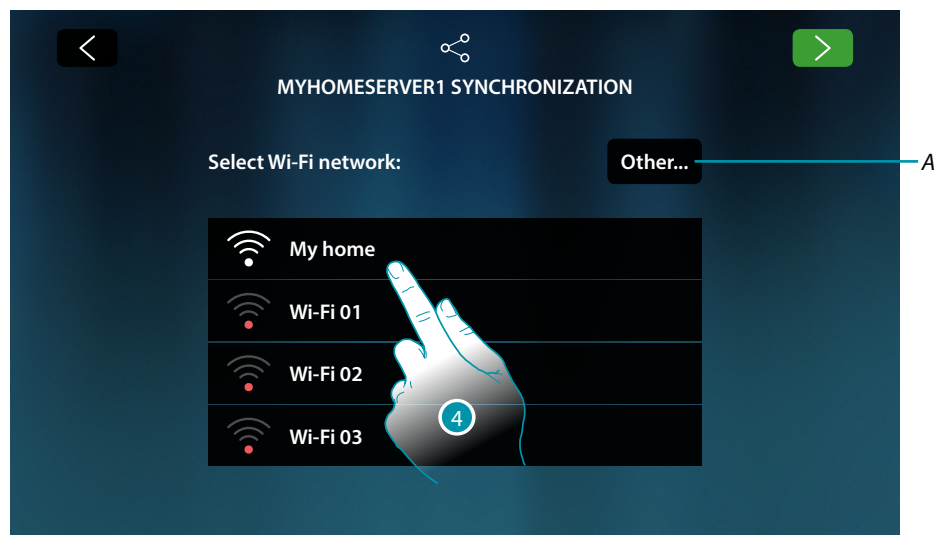 MYHOMESERVER1 SYNCHRONIZATION
Select Wi-Fi network:
Other...
A
My home
Wi-Fi 01
Wi-Fi 02
4
Wi-Fi 03